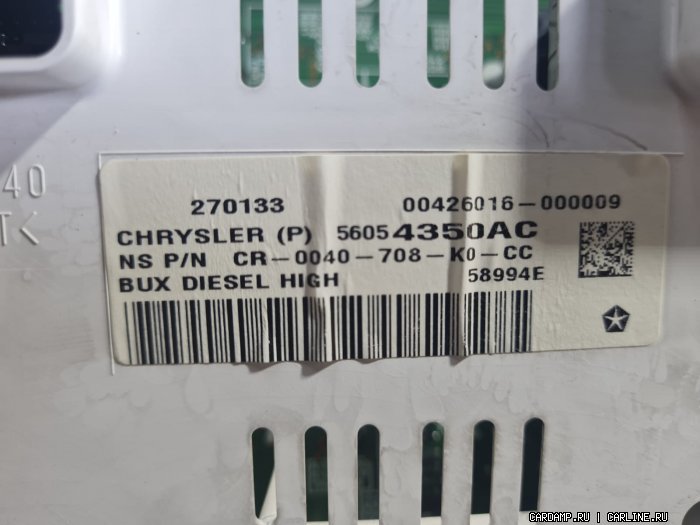 40
T<
270133 00426016-000009
CHRYSLER (P) 56054350AC
NS P/N CR-0040-708-K0-CC
BUX DIESEL HIGH 58994E
CARDAMP.RU | CARLINE.RU